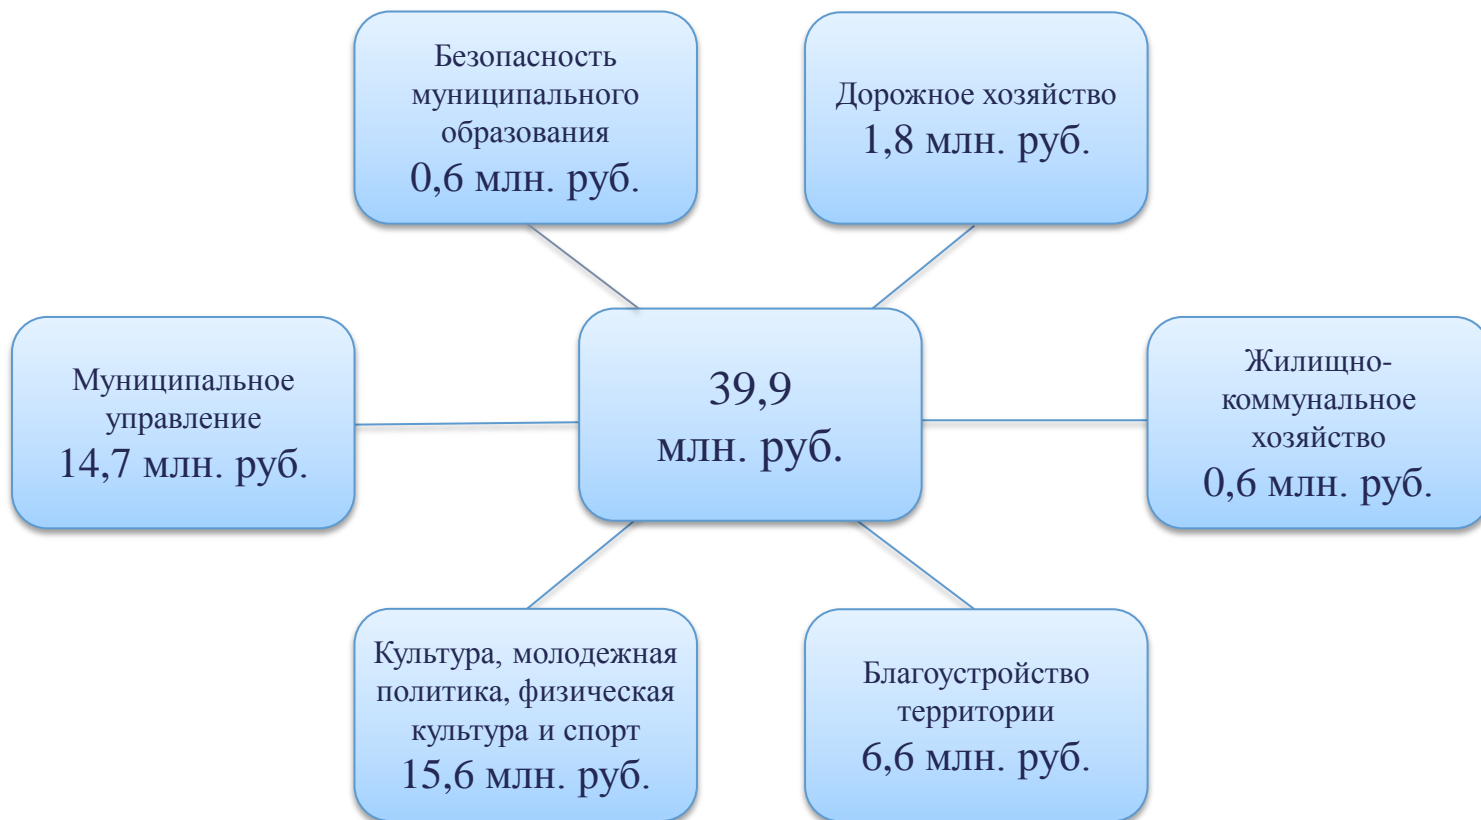 Безопасность
муниципального
образования
0,6 млн. руб.
Дорожное хозяйство
1,8 млн. руб.
Муниципальное
управление
14,7 млн. руб.
39,9
млн. руб.
Жилищно-
коммунальное
хозяйство
0,6 млн. руб.
Культура, молодежная
политика, физическая
культура и спорт
15,6 млн. руб.
Благоустройство
территории
6,6 млн. руб.